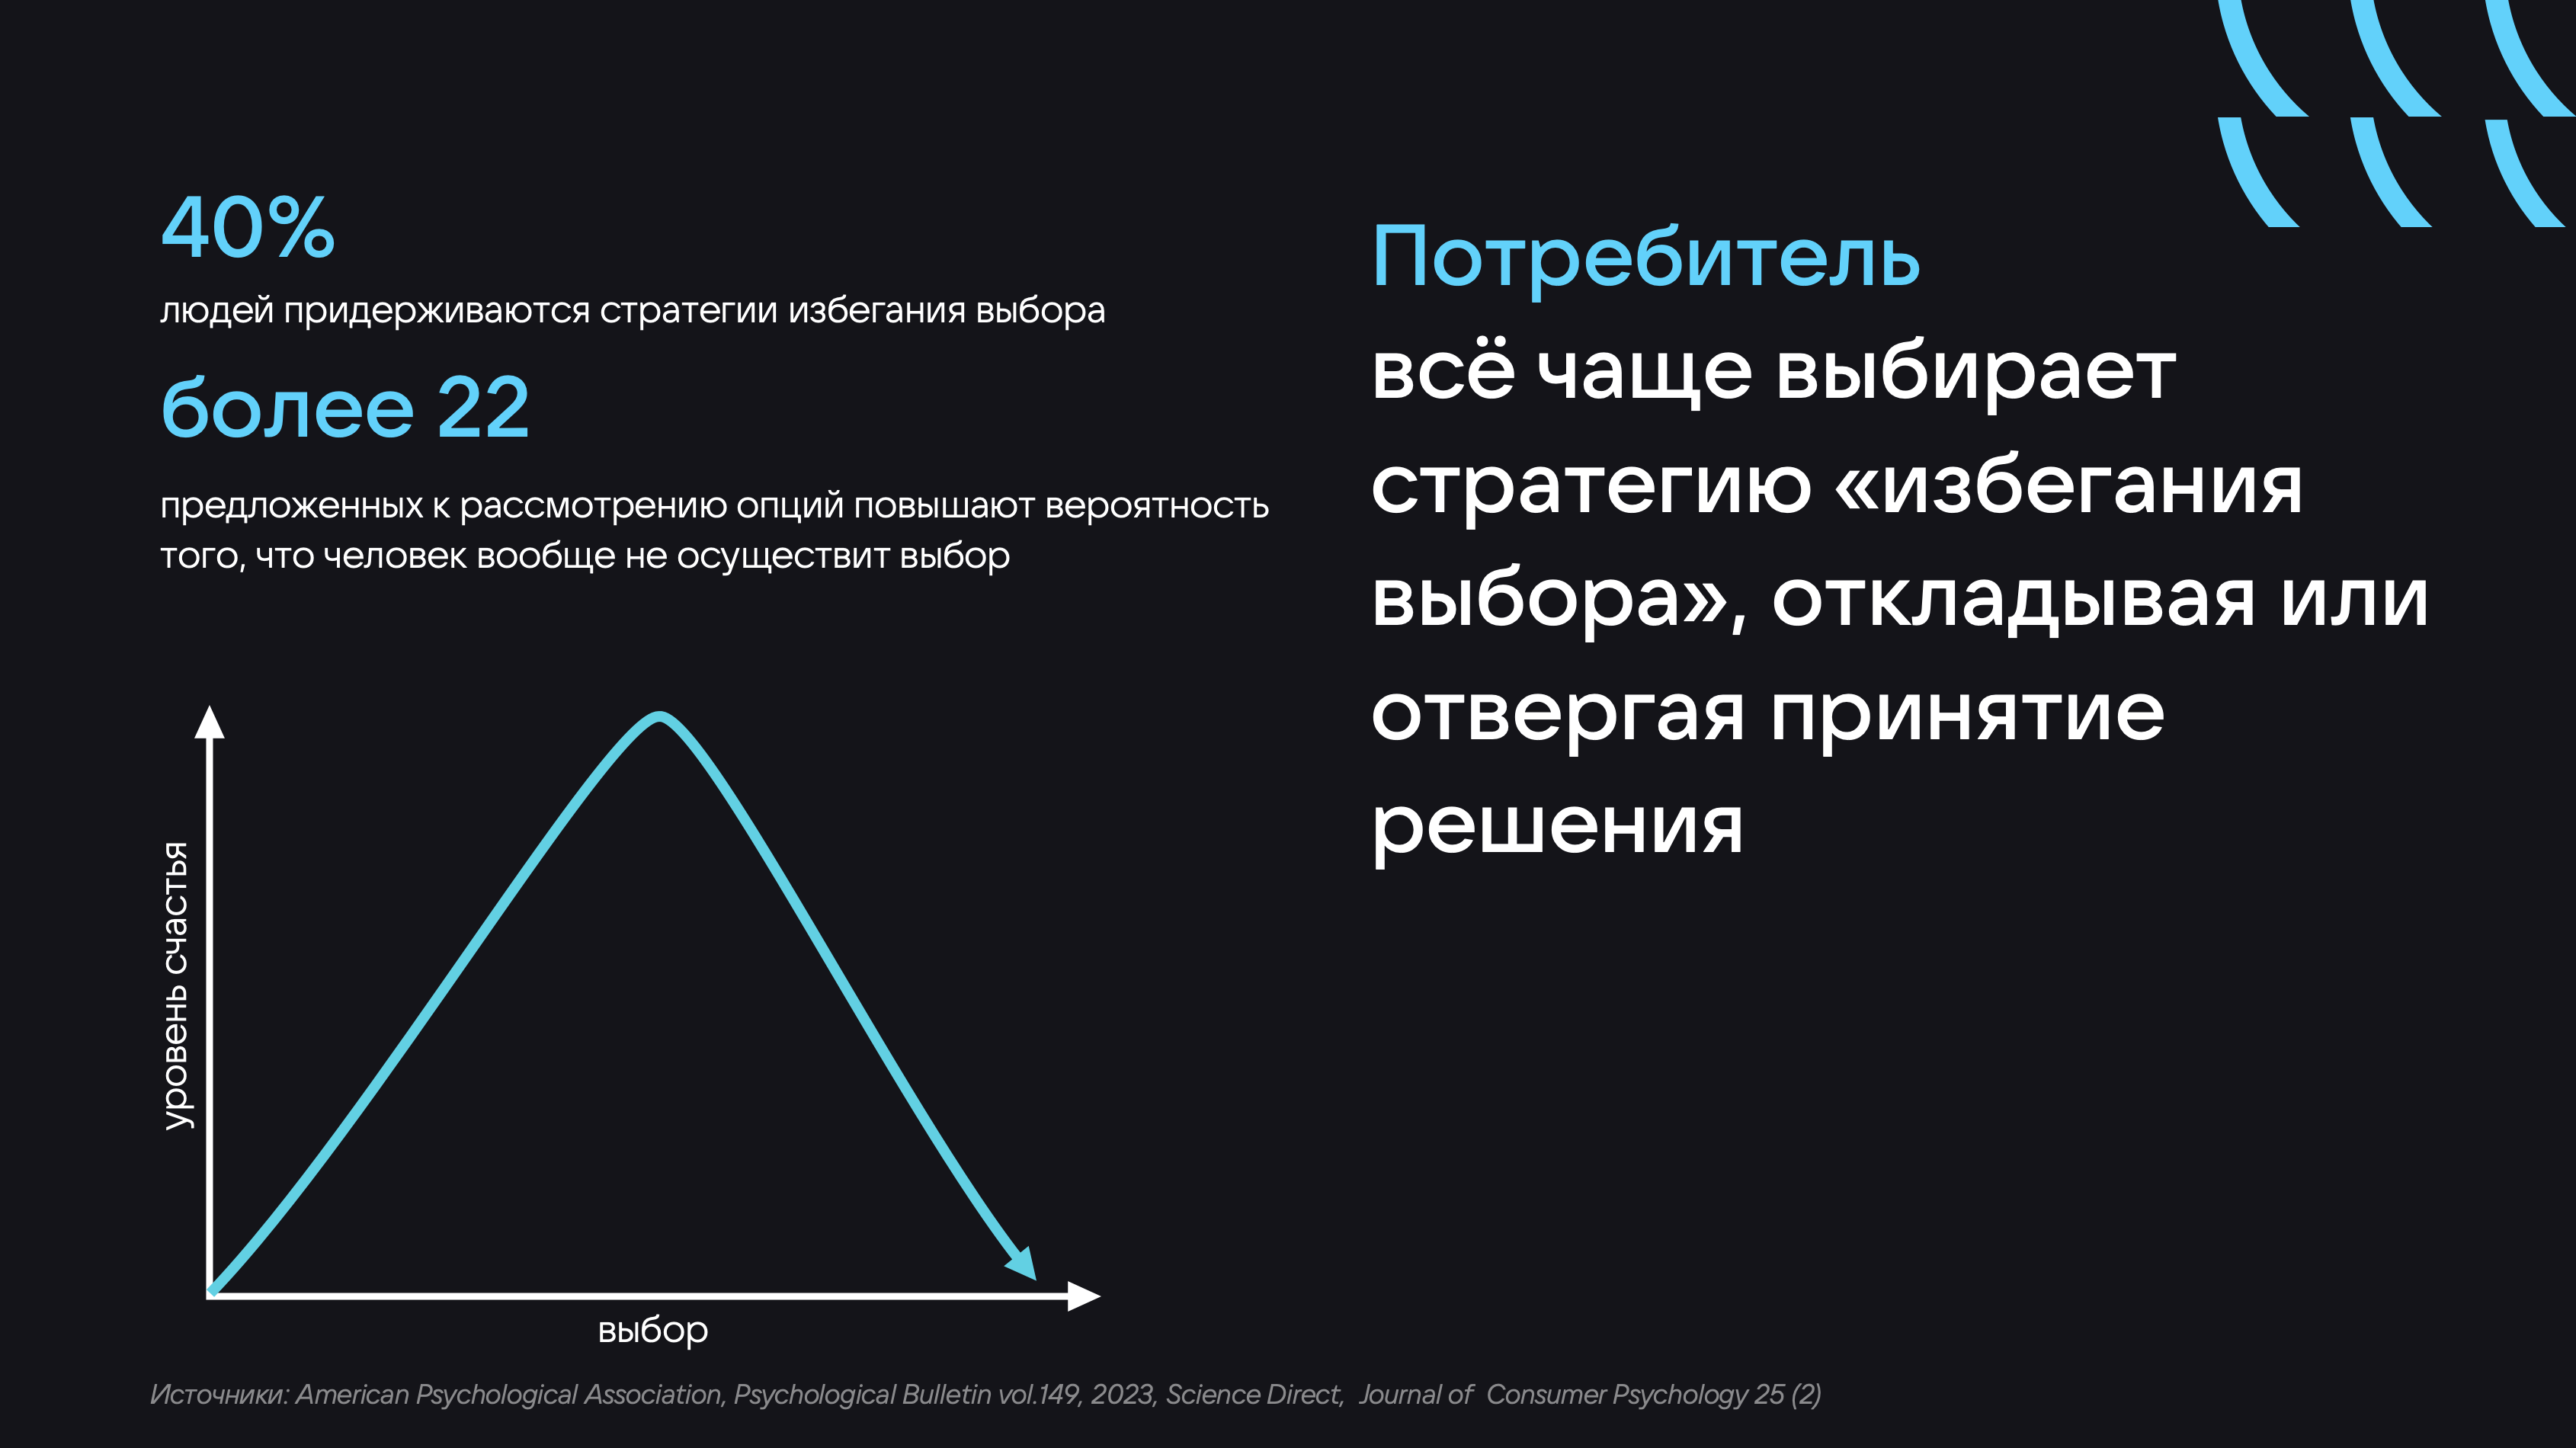 40%
людей придерживаются стратегии избегания выбора
более 22
предложенных к рассмотрению опций повышают вероятность
того, что человек вообще не осуществит выбор
уровень счастья
выбор
Потребитель
всё чаще выбирает
стратегию «избегания
выбора», откладывая или
отвергая принятие
решения
Источники: American Psychological Association, Psychological Bulletin vol.149, 2023, Science Direct, Journal of Consumer Psychology 25 (2)